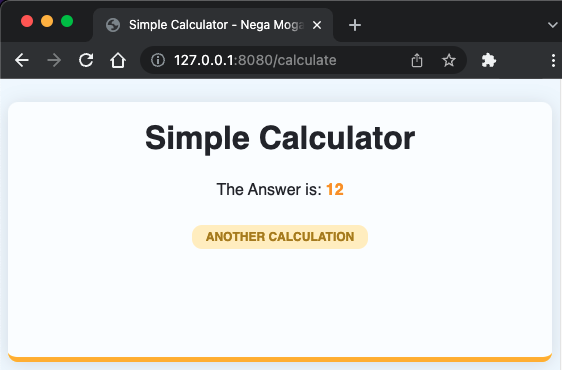 Simple Calculator - Nega Moga
127.0.0.1:8080/calculate
Simple Calculator
The Answer is: 12
ANOTHER CALCULATION